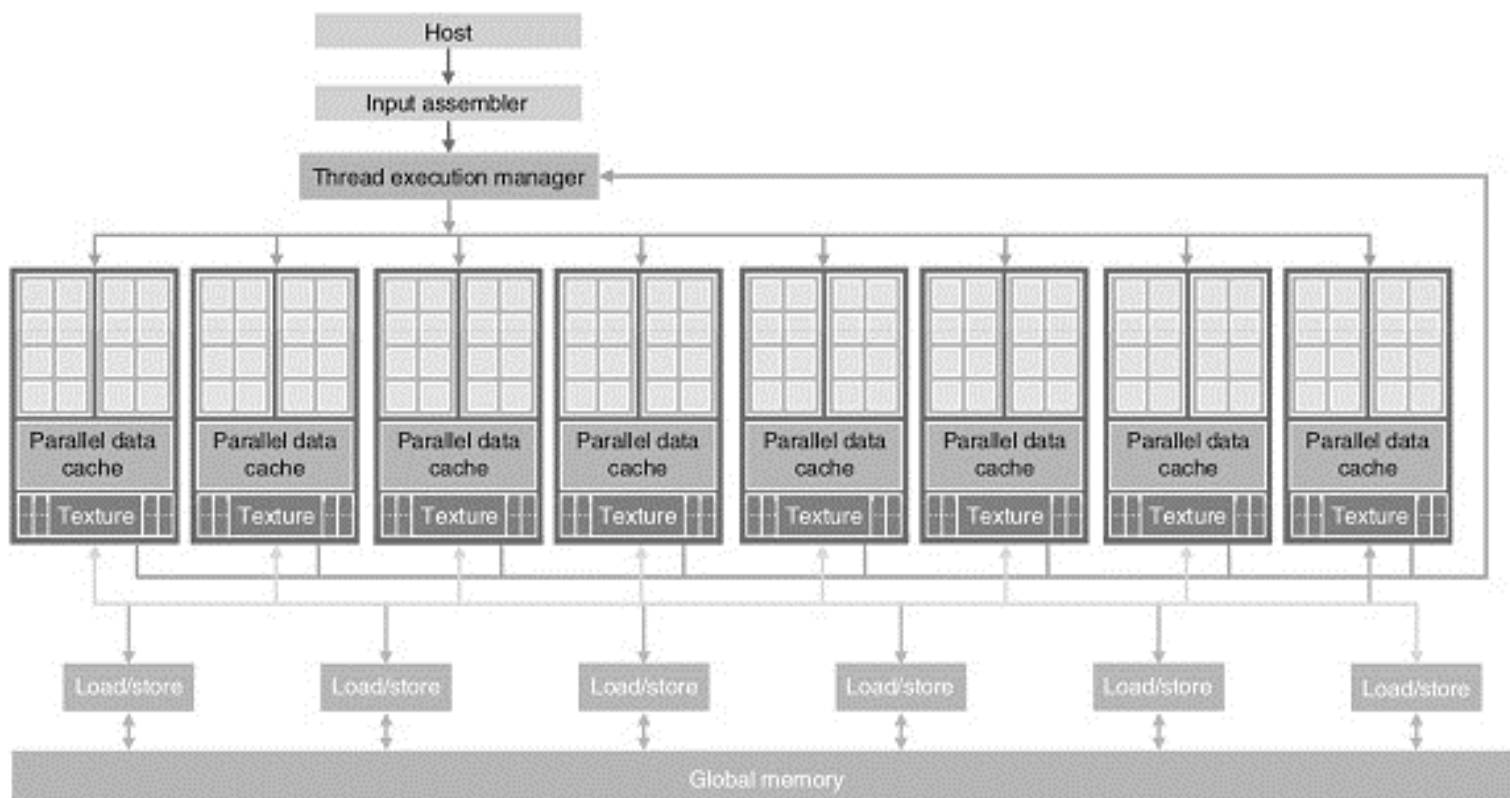 Host
Input assembler
Thread execution manager
Parallel data
cache
Parallel data
cache
Parallel data
cache
Parallel data
cache
Parallel data
cache
Parallel data
cache
Parallel data
cache
Parallel data
cache
Texture
Texture
Texture
Texture
Texture
Texture
Texture
Texture
Load/store
Load/store
Load/store
Load/store
Load/store
Load/store
Global memory